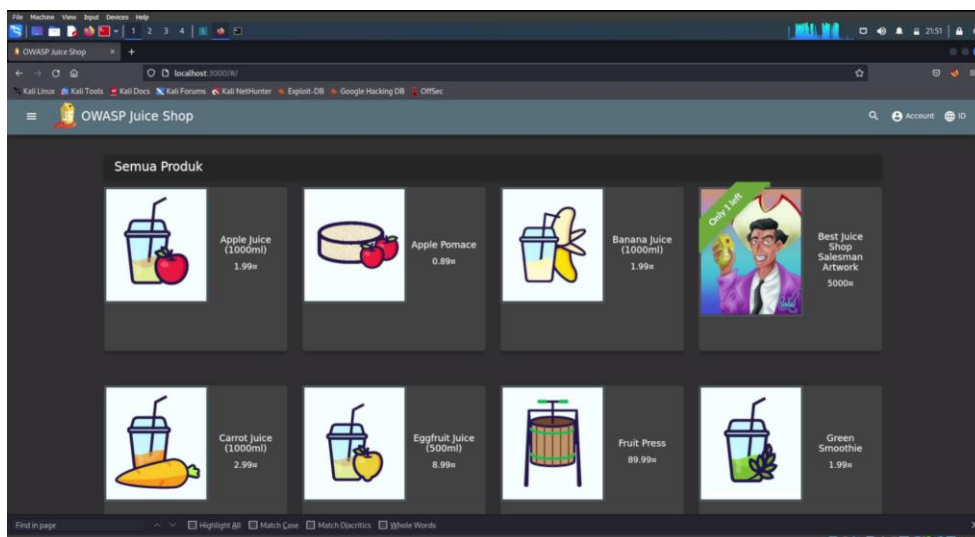 File Machine View Input Devices Help
1 2 3 4
21:51
OWASP Juice Shop
localhost:3000/#/
Kali Linux Kali Tools Kali Docs Kali Forums Kali NetHunter Exploit-DB Google Hacking DB OffSec
OWASP Juice Shop
Account ID
Semua Produk
Apple Juice
(1000ml)
1.99¤
Apple Pomace
0.89¤
Banana Juice
(1000ml)
1.99¤
Only 1 left
Best Juice
Shop
Salesman
Artwork
5000¤
Carrot Juice
(1000ml)
2.99¤
Eggfruit Juice
(500ml)
8.99¤
Fruit Press
89.99¤
Green
Smoothie
1.99¤
Find in page Highlight All Match Case Match Diacritics Whole Words